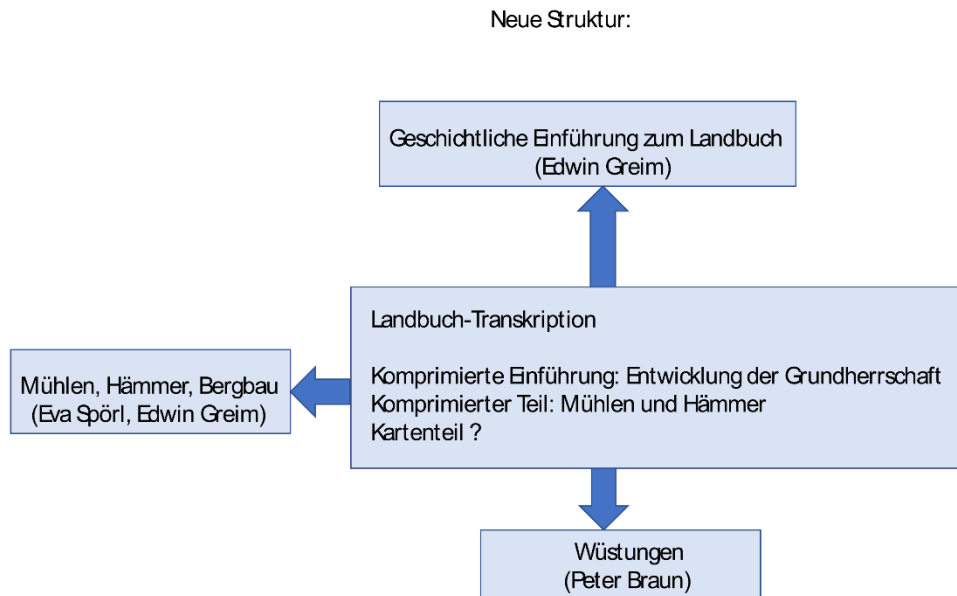 Neue Struktur:
Geschichtliche Einführung zum Landbuch
(Edwin Greim)
Landbuch-Transkription
Komprimierte Einführung: Entwicklung der Grundherrschaft
Komprimierter Teil: Mühlen und Hämmer
Kartenteil ?
Mühlen, Hämmer, Bergbau
(Eva Spörl, Edwin Greim)
Wüstungen
(Peter Braun)